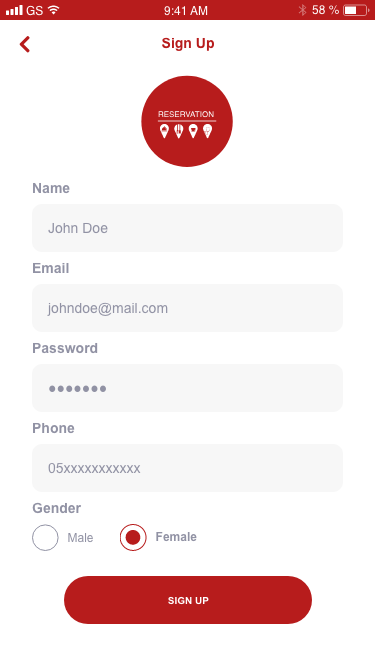 GS 9:41 AM 58 %
Sign Up
RESERVATION
Name
John Doe
Email
johndoe@mail.com
Password
●●●●●●●
Phone
05xxxxxxxxxxx
Gender
Male Female
SIGN UP